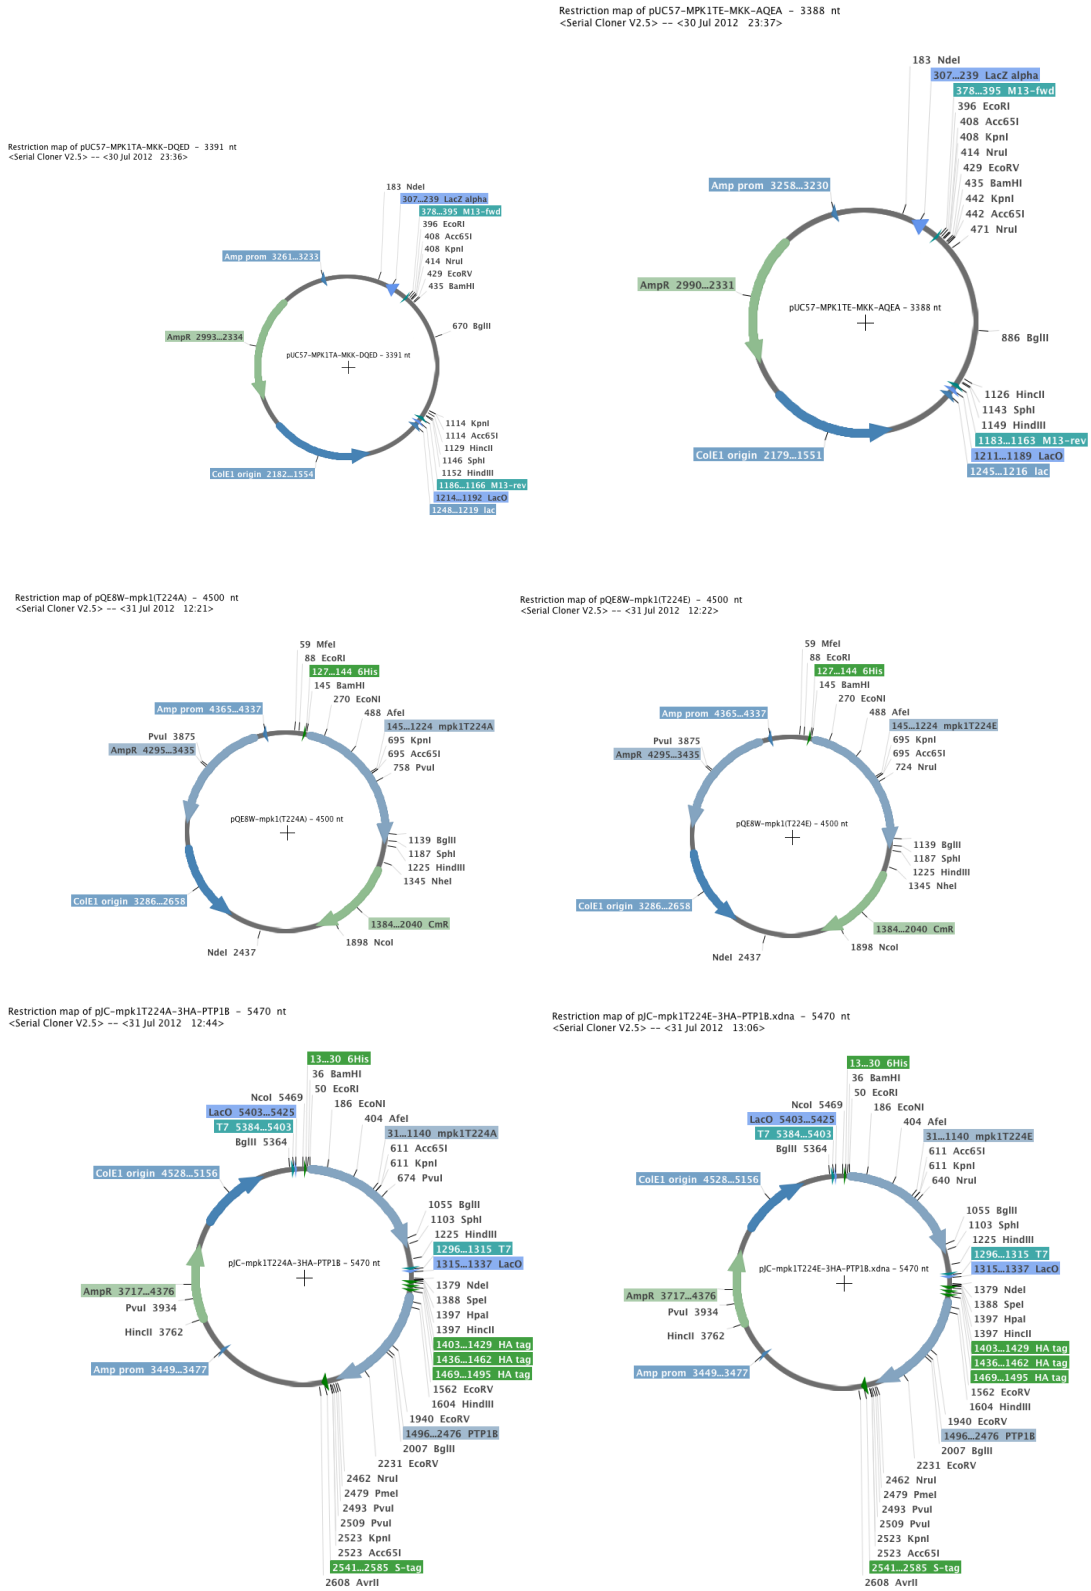 Restriction map of pUC57-MPK1TE-MKK-AQEA - 3388 nt
<Serial Cloner V2.5> -- <30 Jul 2012 23:37>
183 NdeI
307...239 LacZ alpha
378...395 M13-fwd
396 EcoRI
408 Acc65I
408 KpnI
414 NruI
429 EcoRV
435 BamHI
442 KpnI
442 Acc65I
471 NruI
Amp prom 3258...3230
AmpR 2990...2331
pUC57-MPK1TE-MKK-AQEA - 3388 nt
886 BglII
1126 HincII
1143 SphI
1149 HindIII
1183...1163 M13-rev
1211...1189 LacO
1245...1216 lac
ColE1 origin 2179...1551
Restriction map of pUC57-MPK1TA-MKK-DQED - 3391 nt
<Serial Cloner V2.5> -- <30 Jul 2012 23:36>
183 NdeI
307...239 LacZ alpha
378...395 M13-fwd
396 EcoRI
408 Acc65I
408 KpnI
414 NruI
429 EcoRV
435 BamHI
Amp prom 3261...3233
AmpR 2993...2334
pUC57-MPK1TA-MKK-DQED - 3391 nt
670 BglII
1114 KpnI
1114 Acc65I
1129 HincII
1146 SphI
1152 HindIII
1186...1166 M13-rev
1214...1192 LacO
1248...1219 lac
ColE1 origin 2182...1554
Restriction map of pQE8W-mpk1(T224A) - 4500 nt
<Serial Cloner V2.5> -- <31 Jul 2012 12:21>
59 MfeI
88 EcoRI
127...144 6His
145 BamHI
270 EcoNI
488 AfeI
145...1224 mpk1T224A
695 KpnI
695 Acc65I
758 PvuI
Amp prom 4365...4337
PvuI 3875
AmpR 4295...3435
pQE8W-mpk1(T224A) - 4500 nt
1139 BglII
1187 SphI
1225 HindIII
1345 NheI
ColE1 origin 3286...2658
1384...2040 CmR
1898 NcoI
NdeI 2437
Restriction map of pQE8W-mpk1(T224E) - 4500 nt
<Serial Cloner V2.5> -- <31 Jul 2012 12:22>
59 MfeI
88 EcoRI
127...144 6His
145 BamHI
270 EcoNI
488 AfeI
145...1224 mpk1T224E
695 KpnI
695 Acc65I
724 NruI
Amp prom 4365...4337
PvuI 3875
AmpR 4295...3435
pQE8W-mpk1(T224E) - 4500 nt
1139 BglII
1187 SphI
1225 HindIII
1345 NheI
ColE1 origin 3286...2658
1384...2040 CmR
1898 NcoI
NdeI 2437
Restriction map of pJC-mpk1T224A-3HA-PTP1B - 5470 nt
<Serial Cloner V2.5> -- <31 Jul 2012 12:44>
13...30 6His
36 BamHI
50 EcoRI
186 EcoNI
404 AfeI
31...1140 mpk1T224A
611 Acc65I
611 KpnI
674 PvuI
NcoI 5469
LacO 5403...5425
T7 5384...5403
BglII 5364
ColE1 origin 4528...5156
1055 BglII
1103 SphI
1225 HindIII
1296...1315 T7
1315...1337 LacO
pJC-mpk1T224A-3HA-PTP1B - 5470 nt
1379 NdeI
1388 SpeI
1397 HpaI
1397 HincII
1403...1429 HA tag
1436...1462 HA tag
1469...1495 HA tag
1562 EcoRV
1604 HindIII
1940 EcoRV
1496...2476 PTP1B
2007 BglII
2231 EcoRV
2462 NruI
2479 PmeI
2493 PvuI
2509 PvuI
2523 KpnI
2523 Acc65I
2541...2585 S-tag
2608 AvrII
AmpR 3717...4376
PvuI 3934
HincII 3762
Amp prom 3449...3477
Restriction map of pJC-mpk1T224E-3HA-PTP1B.xdna - 5470 nt
<Serial Cloner V2.5> -- <31 Jul 2012 13:06>
13...30 6His
36 BamHI
50 EcoRI
186 EcoNI
404 AfeI
31...1140 mpk1T224E
611 Acc65I
611 KpnI
640 NruI
NcoI 5469
LacO 5403...5425
T7 5384...5403
BglII 5364
ColE1 origin 4528...5156
1055 BglII
1103 SphI
1225 HindIII
1296...1315 T7
1315...1337 LacO
pJC-mpk1T224E-3HA-PTP1B.xdna - 5470 nt
1379 NdeI
1388 SpeI
1397 HpaI
1397 HincII
1403...1429 HA tag
1436...1462 HA tag
1469...1495 HA tag
1562 EcoRV
1604 HindIII
1940 EcoRV
1496...2476 PTP1B
2007 BglII
2231 EcoRV
2462 NruI
2479 PmeI
2493 PvuI
2509 PvuI
2523 KpnI
2523 Acc65I
2541...2585 S-tag
2608 AvrII
AmpR 3717...4376
PvuI 3934
HincII 3762
Amp prom 3449...3477